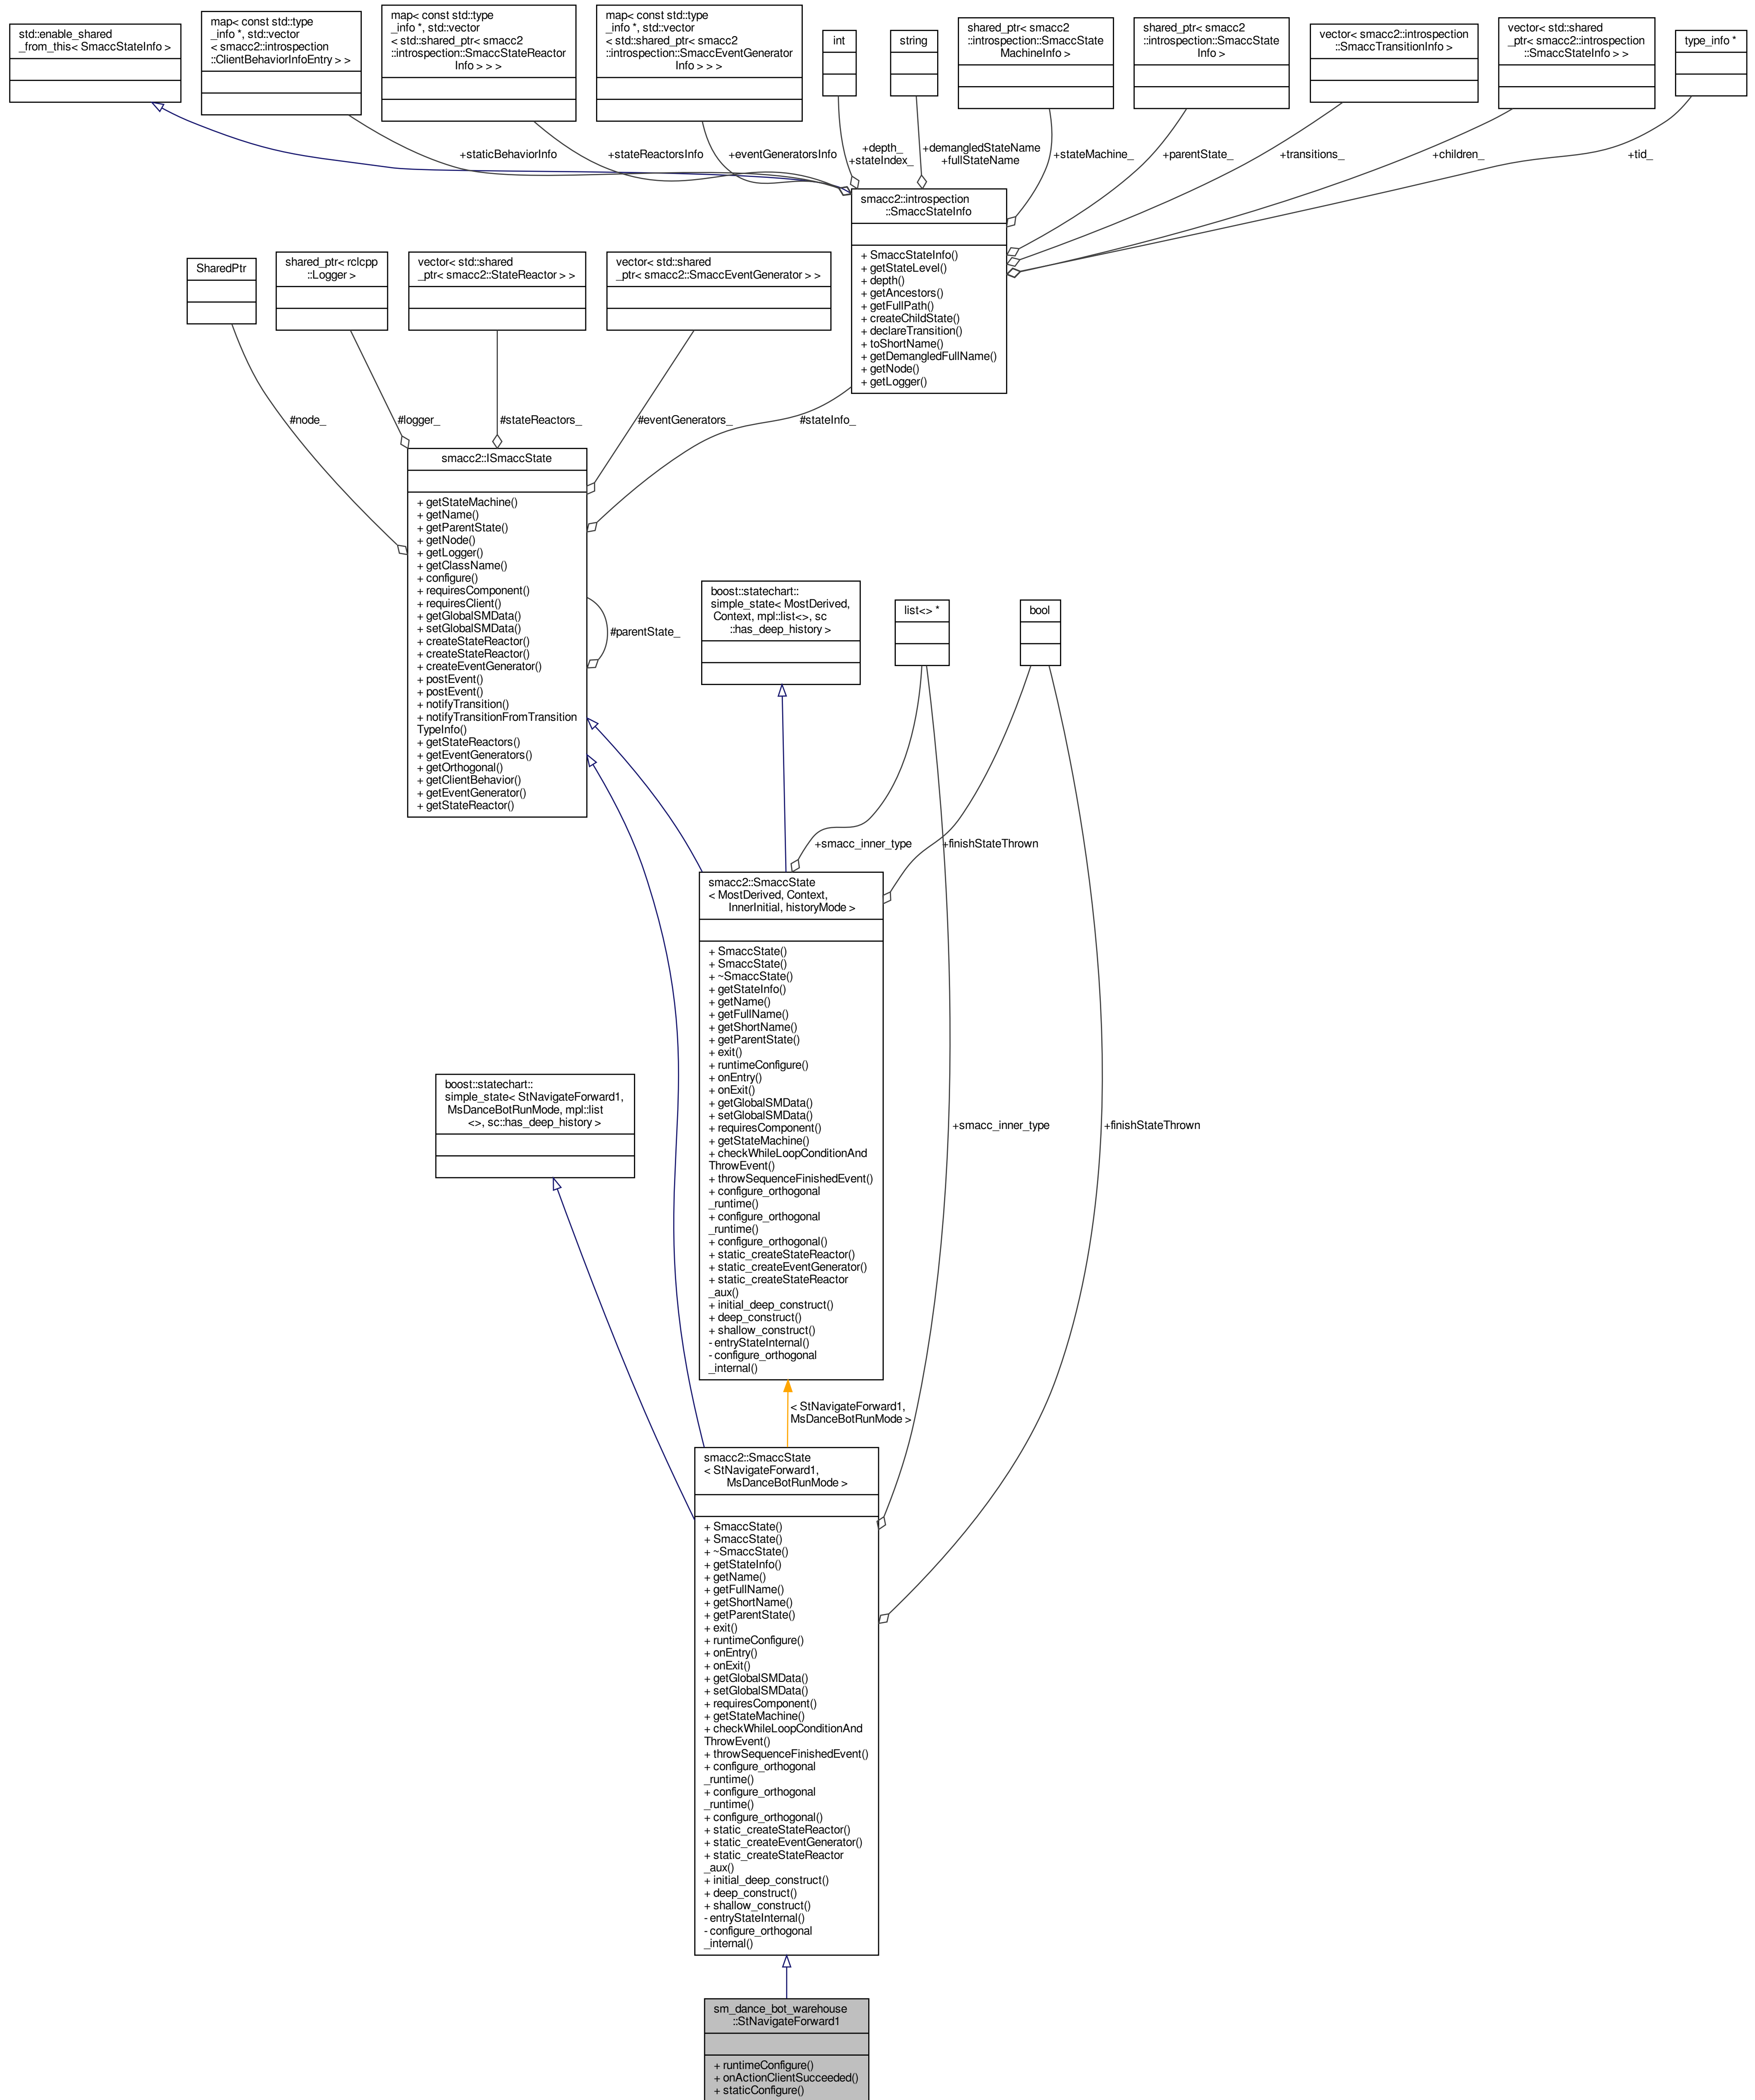 std::enable_shared
_from_this< SmaccStateInfo >
map< const std::type
_info *, std::vector
< smacc2::introspection
::ClientBehaviorInfoEntry > >
map< const std::type
_info *, std::vector
< std::shared_ptr< smacc2
::introspection::SmaccStateReactor
Info > > >
map< const std::type
_info *, std::vector
< std::shared_ptr< smacc2
::introspection::SmaccEventGenerator
Info > > >
int
string
shared_ptr< smacc2
::introspection::SmaccState
MachineInfo >
shared_ptr< smacc2
::introspection::SmaccState
Info >
vector< smacc2::introspection
::SmaccTransitionInfo >
vector< std::shared
_ptr< smacc2::introspection
::SmaccStateInfo > >
type_info *
+staticBehaviorInfo
+stateReactorsInfo
+eventGeneratorsInfo
+depth_
+stateIndex_
+demangledStateName
+fullStateName
+stateMachine_
+parentState_
+transitions_
+children_
+tid_
smacc2::introspection
::SmaccStateInfo
+ SmaccStateInfo()
+ getStateLevel()
+ depth()
+ getAncestors()
+ getFullPath()
+ createChildState()
+ declareTransition()
+ toShortName()
+ getDemangledFullName()
+ getNode()
+ getLogger()
SharedPtr
shared_ptr< rclcpp
::Logger >
vector< std::shared
_ptr< smacc2::StateReactor > >
vector< std::shared
_ptr< smacc2::SmaccEventGenerator > >
#node_
#logger_
#stateReactors_
#eventGenerators_
#stateInfo_
smacc2::ISmaccState
+ getStateMachine()
+ getName()
+ getParentState()
+ getNode()
+ getLogger()
+ getClassName()
+ configure()
+ requiresComponent()
+ requiresClient()
+ getGlobalSMData()
+ setGlobalSMData()
+ createStateReactor()
+ createStateReactor()
+ createEventGenerator()
+ postEvent()
+ postEvent()
+ notifyTransition()
+ notifyTransitionFromTransition
TypeInfo()
+ getStateReactors()
+ getEventGenerators()
+ getOrthogonal()
+ getClientBehavior()
+ getEventGenerator()
+ getStateReactor()
#parentState_
boost::statechart::
simple_state< MostDerived,
Context, mpl::list<>, sc
::has_deep_history >
list<> *
bool
+smacc_inner_type
+finishStateThrown
smacc2::SmaccState
< MostDerived, Context,
InnerInitial, historyMode >
+ SmaccState()
+ SmaccState()
+ ~SmaccState()
+ getStateInfo()
+ getName()
+ getFullName()
+ getShortName()
+ getParentState()
+ exit()
+ runtimeConfigure()
+ onEntry()
+ onExit()
+ getGlobalSMData()
+ setGlobalSMData()
+ requiresComponent()
+ getStateMachine()
+ checkWhileLoopConditionAnd
ThrowEvent()
+ throwSequenceFinishedEvent()
+ configure_orthogonal
_runtime()
+ configure_orthogonal
_runtime()
+ configure_orthogonal()
+ static_createStateReactor()
+ static_createEventGenerator()
+ static_createStateReactor
_aux()
+ initial_deep_construct()
+ deep_construct()
+ shallow_construct()
- entryStateInternal()
- configure_orthogonal
_internal()
boost::statechart::
simple_state< StNavigateForward1,
MsDanceBotRunMode, mpl::list
<>, sc::has_deep_history >
+smacc_inner_type
+finishStateThrown
< StNavigateForward1,
MsDanceBotRunMode >
smacc2::SmaccState
< StNavigateForward1,
MsDanceBotRunMode >
+ SmaccState()
+ SmaccState()
+ ~SmaccState()
+ getStateInfo()
+ getName()
+ getFullName()
+ getShortName()
+ getParentState()
+ exit()
+ runtimeConfigure()
+ onEntry()
+ onExit()
+ getGlobalSMData()
+ setGlobalSMData()
+ requiresComponent()
+ getStateMachine()
+ checkWhileLoopConditionAnd
ThrowEvent()
+ throwSequenceFinishedEvent()
+ configure_orthogonal
_runtime()
+ configure_orthogonal
_runtime()
+ configure_orthogonal()
+ static_createStateReactor()
+ static_createEventGenerator()
+ static_createStateReactor
_aux()
+ initial_deep_construct()
+ deep_construct()
+ shallow_construct()
- entryStateInternal()
- configure_orthogonal
_internal()
sm_dance_bot_warehouse
::StNavigateForward1
+ runtimeConfigure()
+ onActionClientSucceeded()
+ staticConfigure()